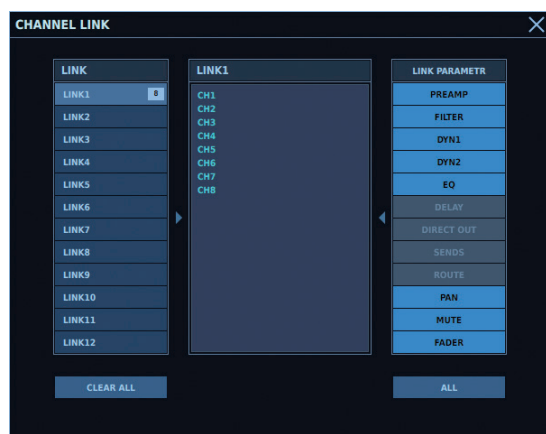 CHANNEL LINK
LINK
LINK1 8
LINK2
LINK3
LINK4
LINK5
LINK6
LINK7
LINK8
LINK9
LINK10
LINK11
LINK12
CLEAR ALL
LINK1
CH1
CH2
CH3
CH4
CH5
CH6
CH7
CH8
LINK PARAMETR
PREAMP
FILTER
DYN1
DYN2
EQ
DELAY
DIRECT OUT
SENDS
ROUTE
PAN
MUTE
FADER
ALL